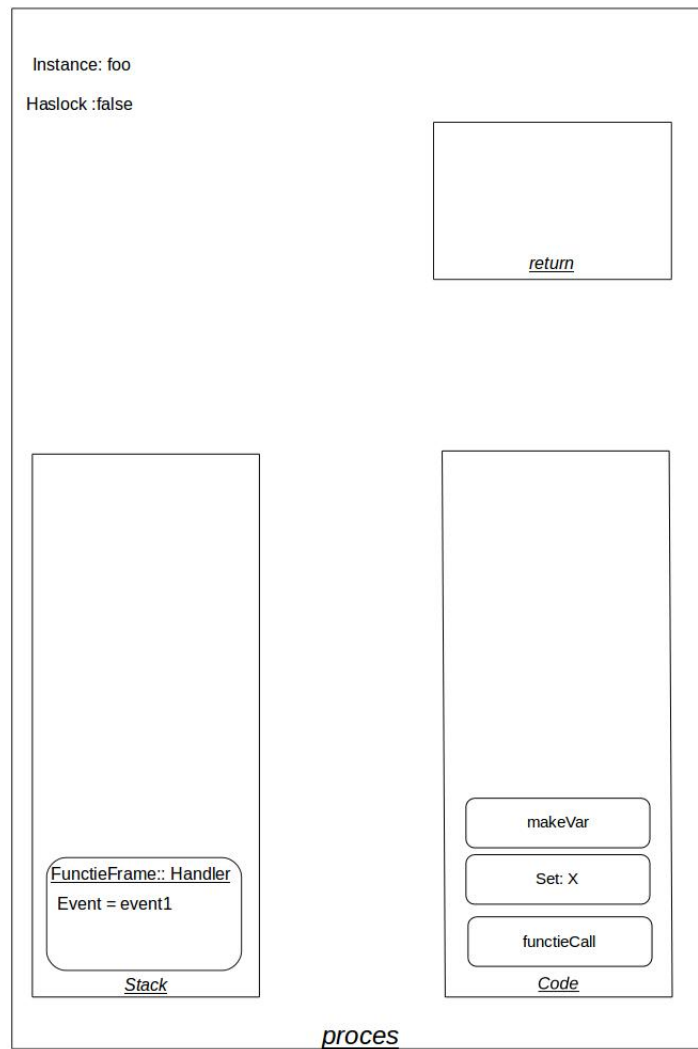 Instance: foo
Haslock :false
return
makeVar
FunctieFrame:: Handler
Set: X
Event = event1
functieCall
Stack
Code
proces